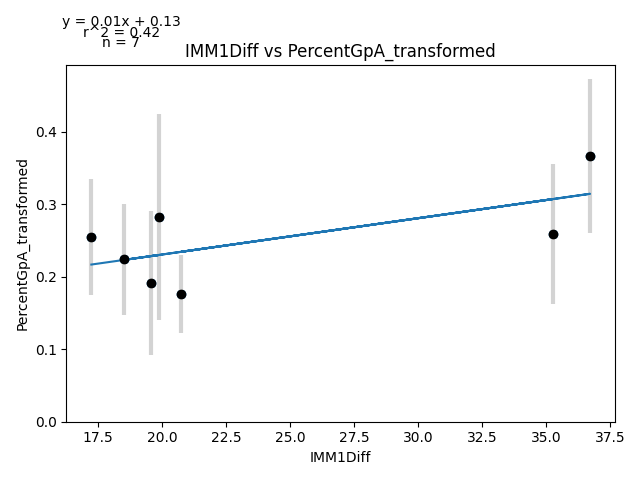 y = 0.01x + 0.13
r^2 = 0.42
n = 7
IMM1Diff vs PercentGpA_transformed
PercentGpA_transformed
0.4
0.3
0.2
0.1
0.0
17.5 20.0 22.5 25.0 27.5 30.0 32.5 35.0 37.5
IMM1Diff